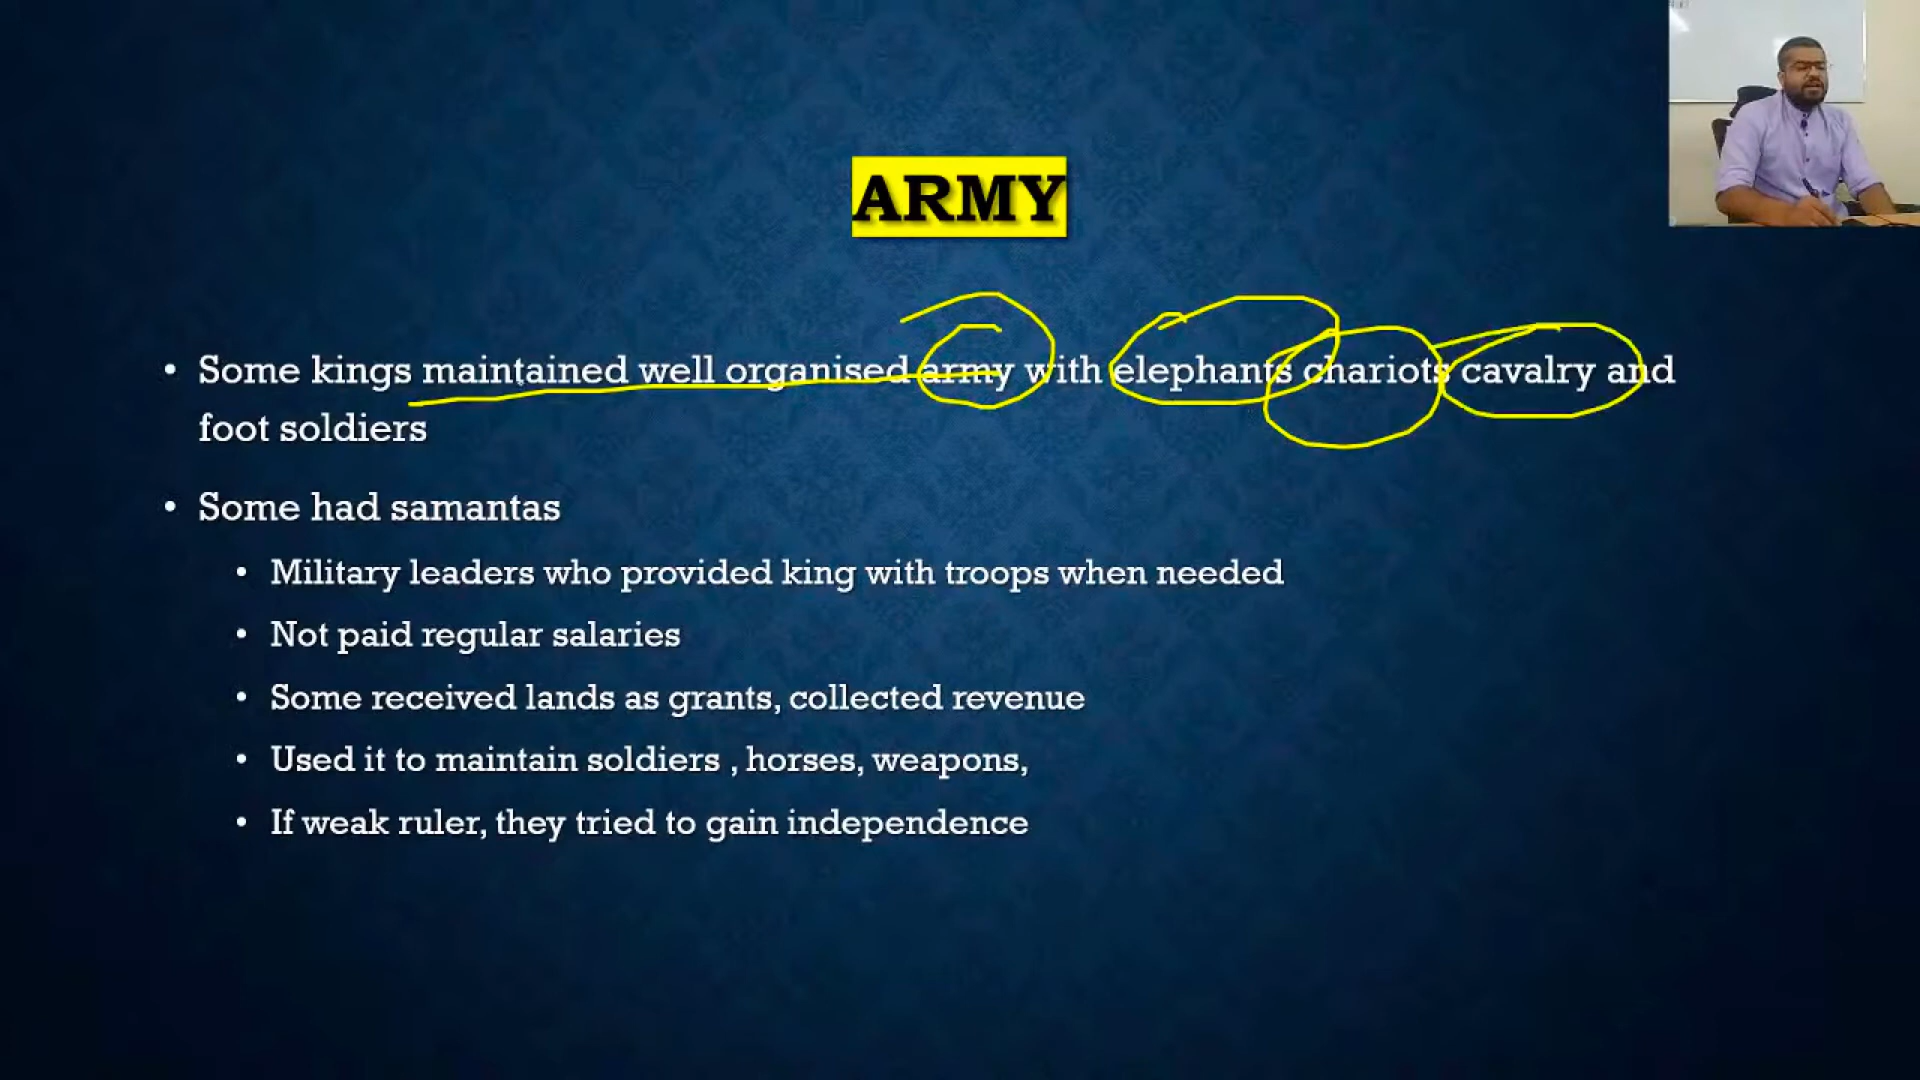 ARMY
• Some kings maintained well organised army with elephants chariots cavalry and
foot soldiers
• Some had samantas
• Military leaders who provided king with troops when needed
• Not paid regular salaries
• Some received lands as grants, collected revenue
• Used it to maintain soldiers , horses, weapons,
• If weak ruler, they tried to gain independence